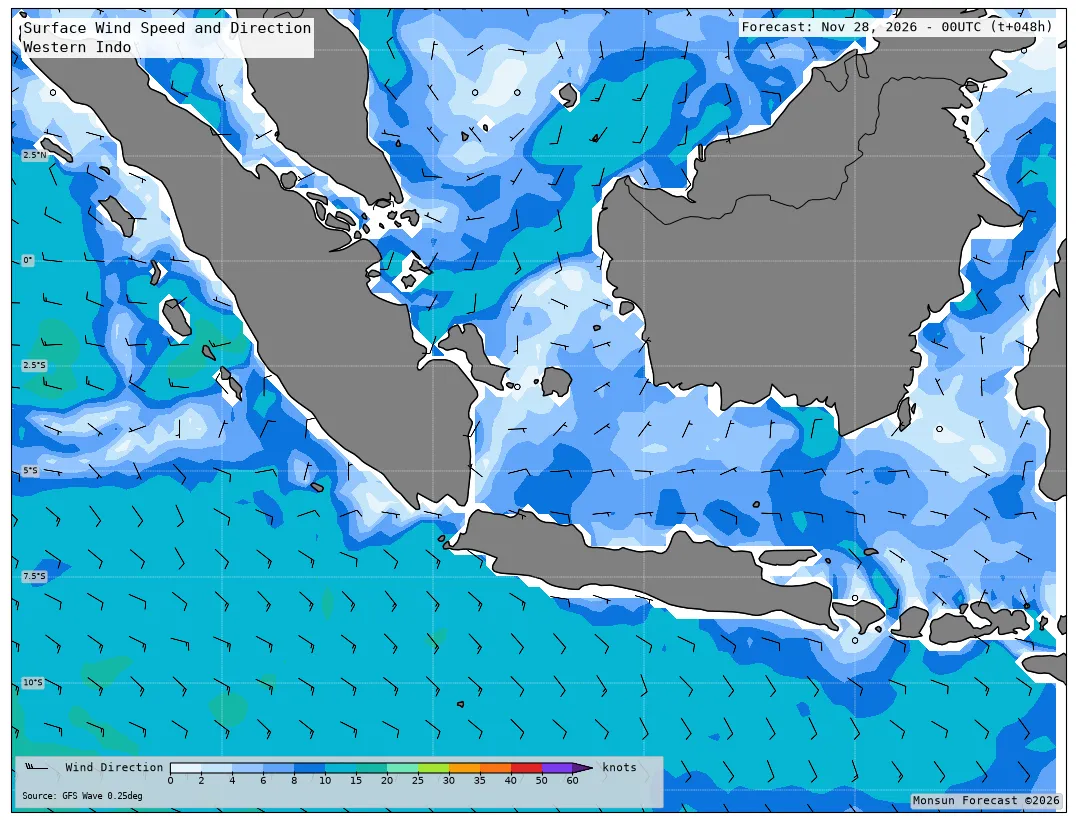 Surface Wind Speed and Direction
Western Indo
Forecast: Nov 28, 2026 - 00UTC (t+048h)
2.5°N
0°
2.5°S
5°S
7.5°S
10°S
Wind Direction
knots
0 2 4 6 8 10 15 20 25 30 35 40 50 60
Source: GFS Wave 0.25deg
Monsun Forecast ©2026